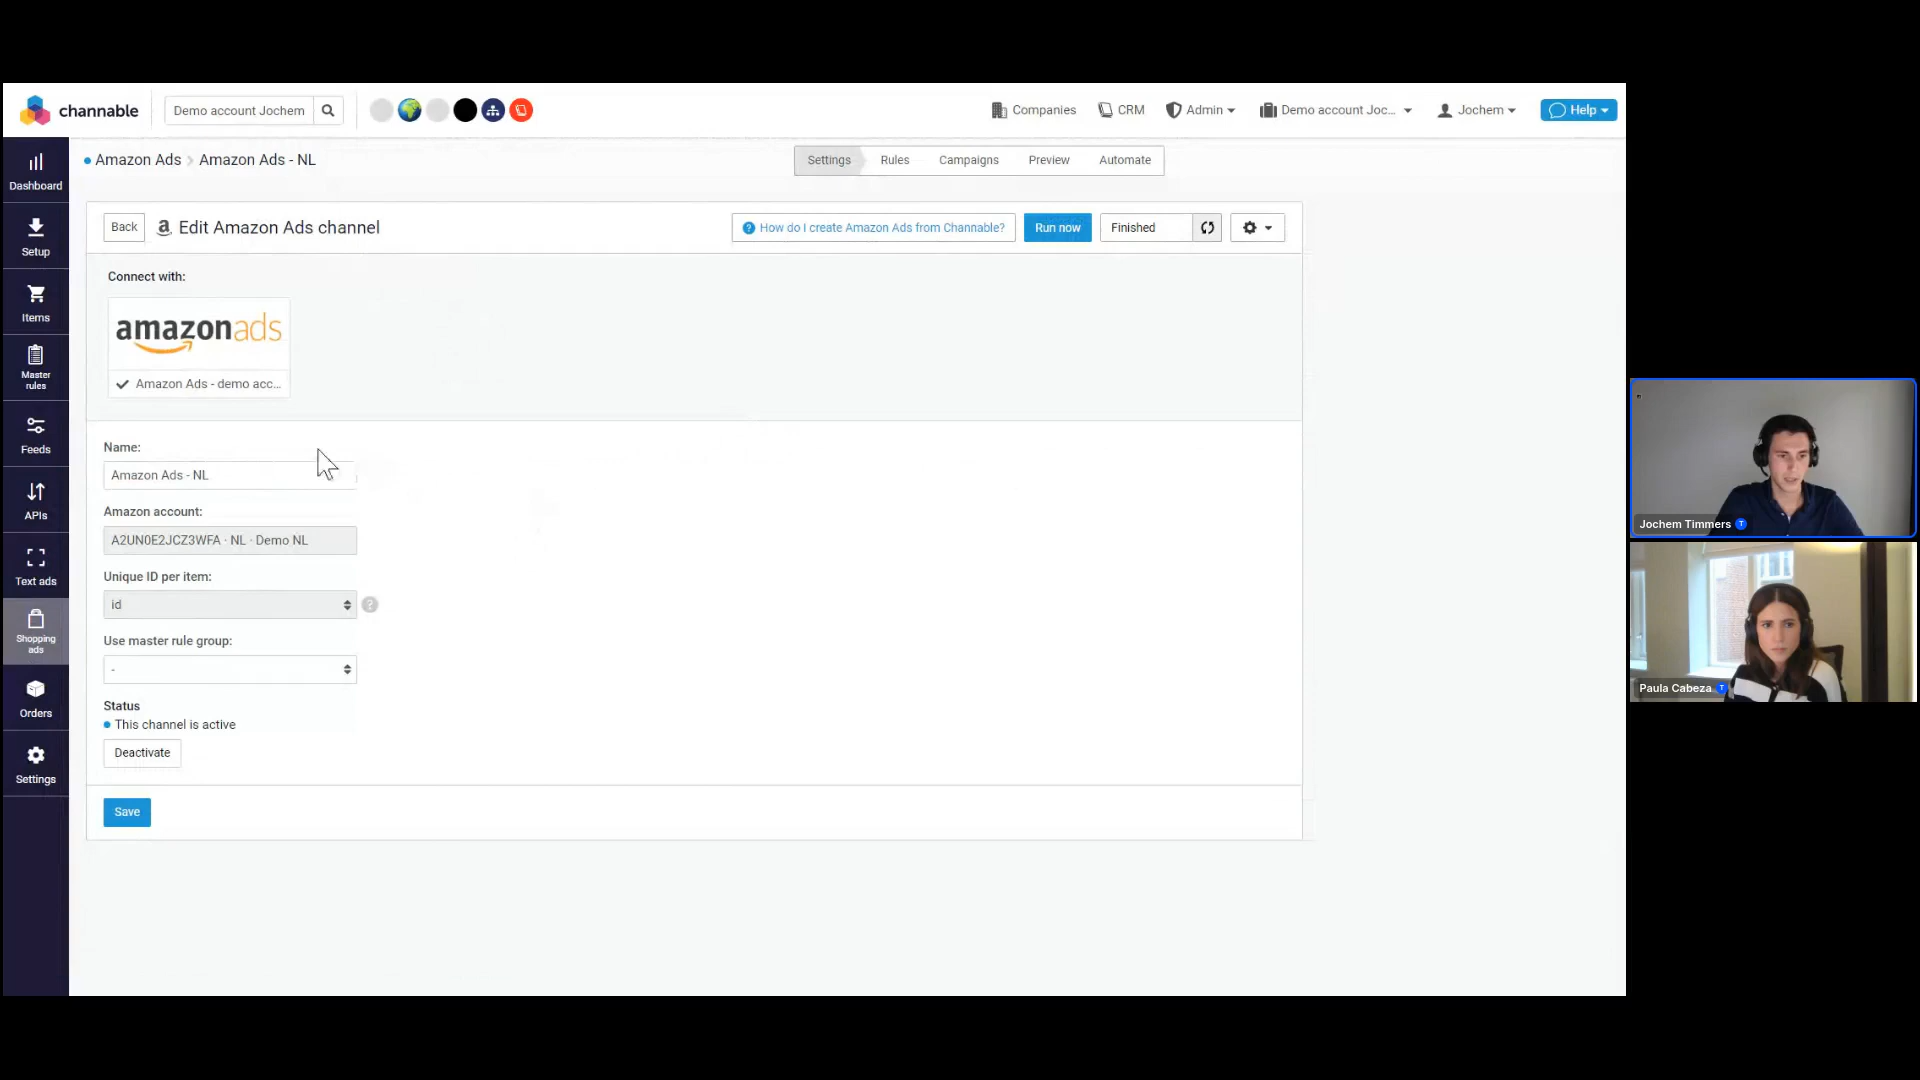 channable
Demo account Jochem
Companies
CRM
Admin
Demo account Joc...
Jochem
Help
Amazon Ads > Amazon Ads - NL
Settings
Rules
Campaigns
Preview
Automate
Dashboard
Setup
Items
Master
rules
Feeds
APIs
Text ads
Shopping
ads
Orders
Settings
Back
a Edit Amazon Ads channel
? How do I create Amazon Ads from Channable?
Run now
Finished
Connect with:
amazonads
Amazon Ads - demo acc...
Name:
Amazon Ads - NL
Amazon account:
A2UN0E2JCZ3WFA · NL · Demo NL
Unique ID per item:
id
?
Use master rule group:
-
Status
This channel is active
Deactivate
Save
Jochem Timmers T
Paula Cabeza T